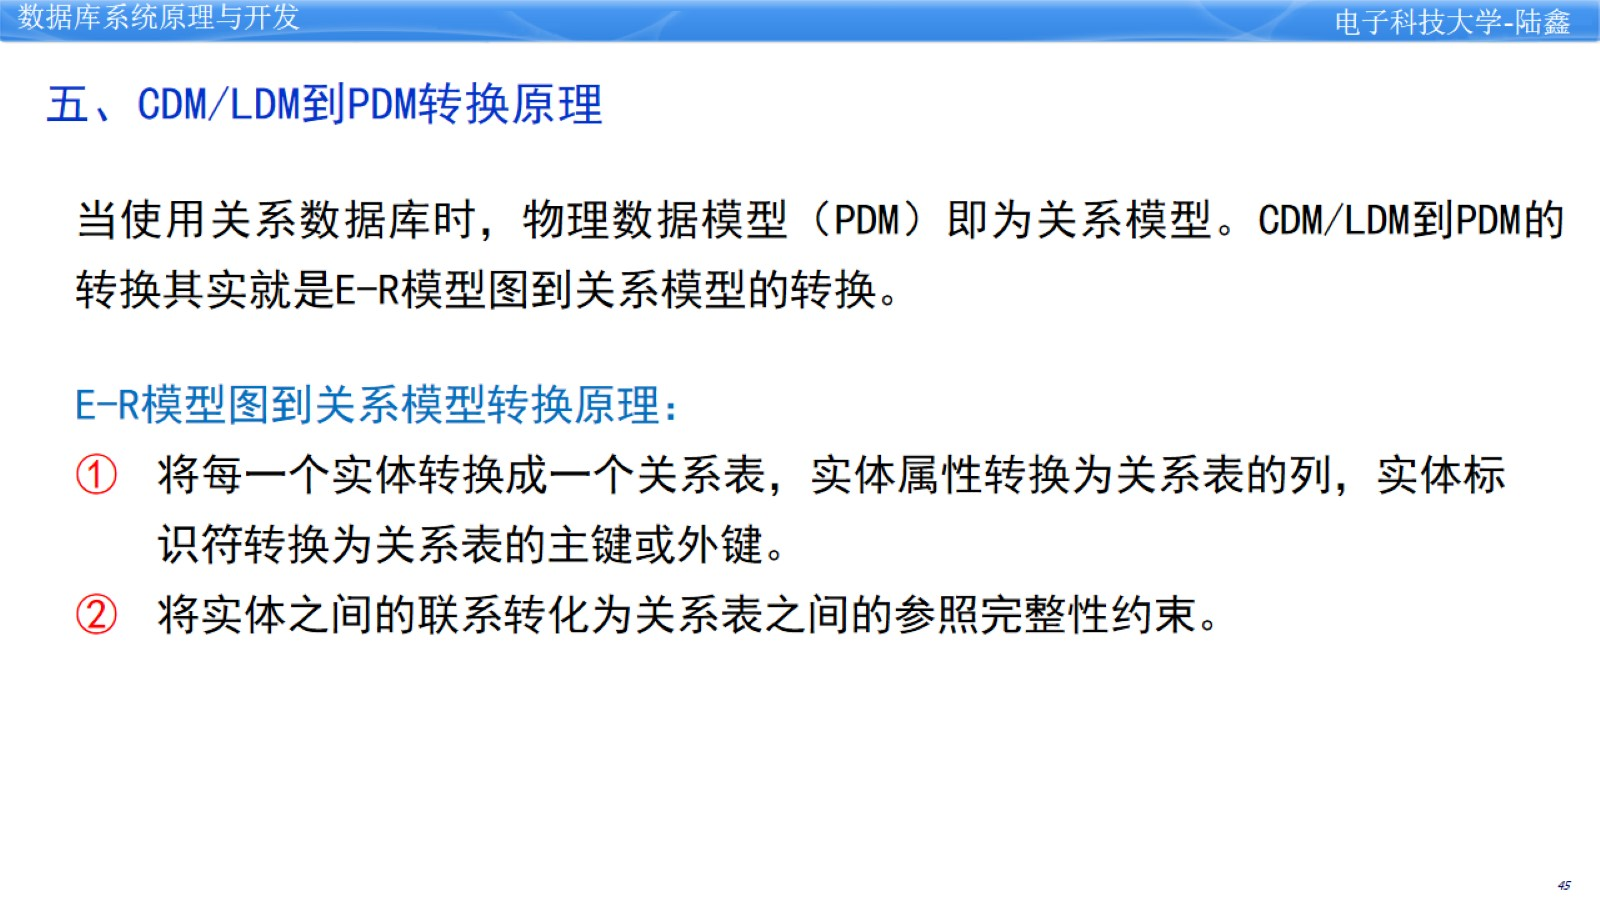 数据库系统原理与开发
电子科技大学-陆鑫
五、CDM/LDM到PDM转换原理
当使用关系数据库时，物理数据模型（PDM）即为关系模型。CDM/LDM到PDM的
转换其实就是E-R模型图到关系模型的转换。
E-R模型图到关系模型转换原理：
① 将每一个实体转换成一个关系表，实体属性转换为关系表的列，实体标
识符转换为关系表的主键或外键。
② 将实体之间的联系转化为关系表之间的参照完整性约束。
45